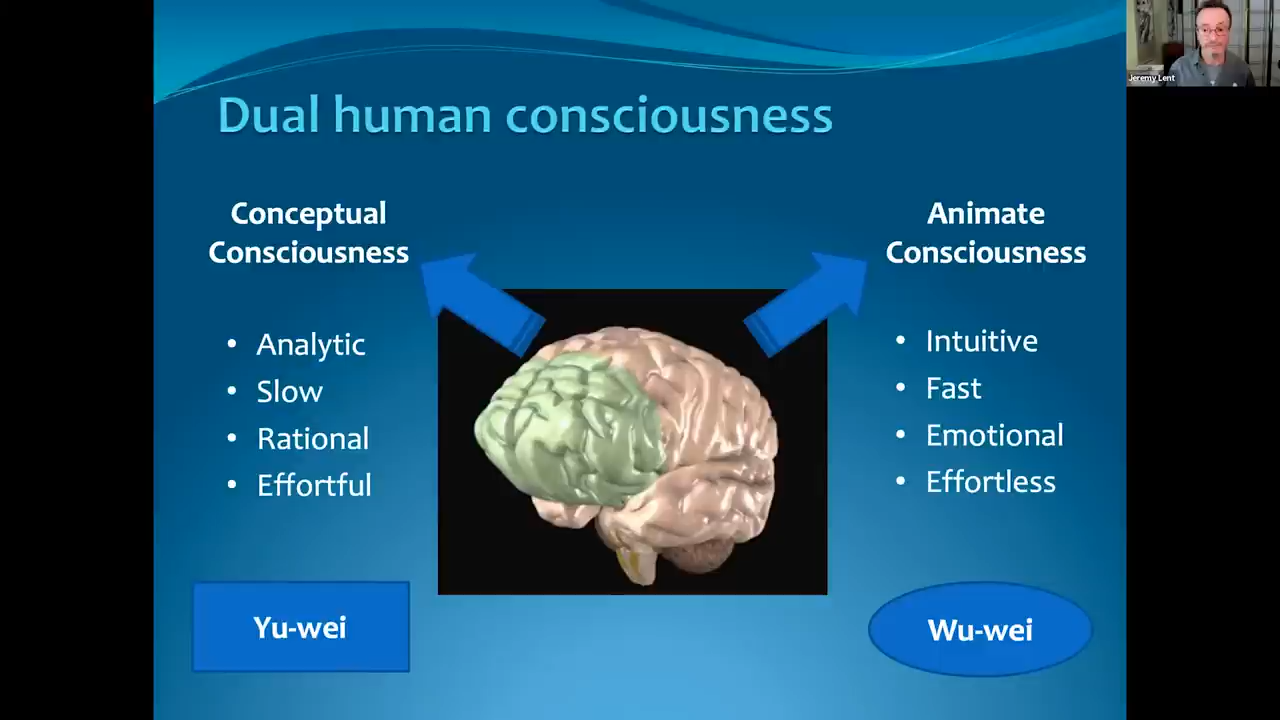 Jeremy Lent
Dual human consciousness
Conceptual
Consciousness
• Analytic
• Slow
• Rational
• Effortful
Yu-wei
Animate
Consciousness
• Intuitive
• Fast
• Emotional
• Effortless
Wu-wei